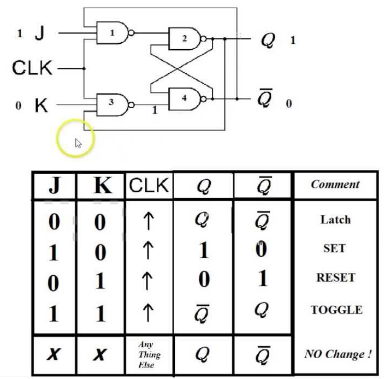 1 J 1 2 Q 1
CLK
0 K 3 1 4 Q̅ 0
J K CLK Q Q̅ Comment
0 0 ↑ Q Q̅ Latch
1 0 ↑ 1 0 SET
0 1 ↑ 0 1 RESET
1 1 ↑ Q̅ Q TOGGLE
X X Any Thing Else Q Q̅ NO Change !